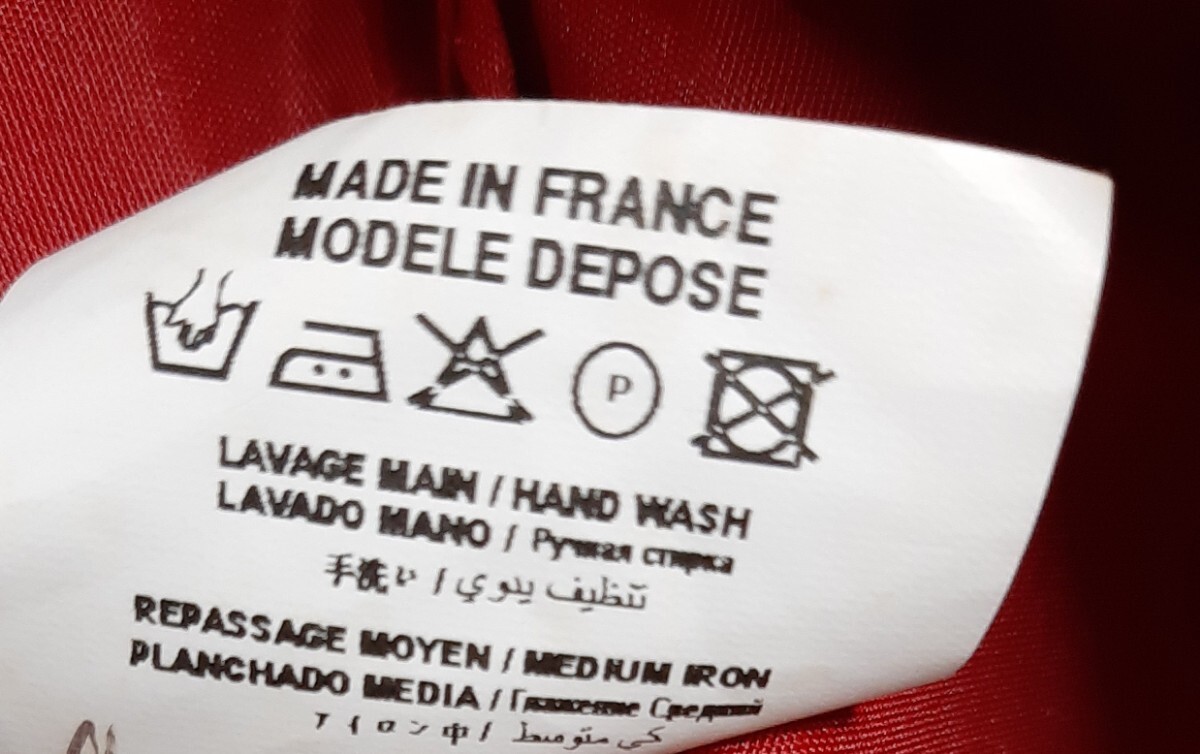 MADE IN FRANCE
MODELE DEPOSE
P
LAVAGE MAIN / HAND WASH
LAVADO MANO / Ручная стирка
手洗い / تنظيف يدوي
REPASSAGE MOYEN / MEDIUM IRON
PLANCHADO MEDIA / Глажение Средний
アイロン中 / كي متوسط